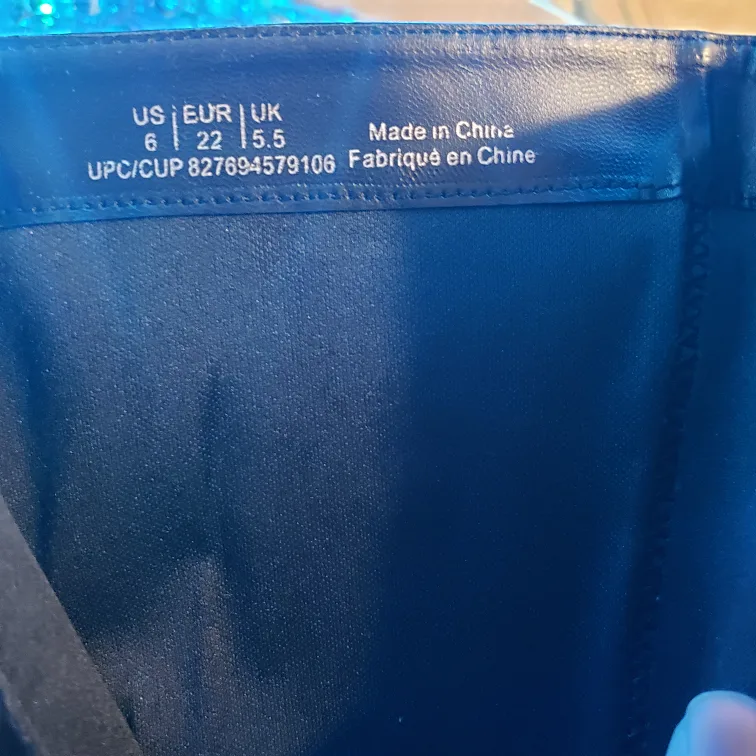 US | EUR | UK
6 | 22 | 5.5
UPC/CUP 827694579106
Made in China
Fabriqué en Chine